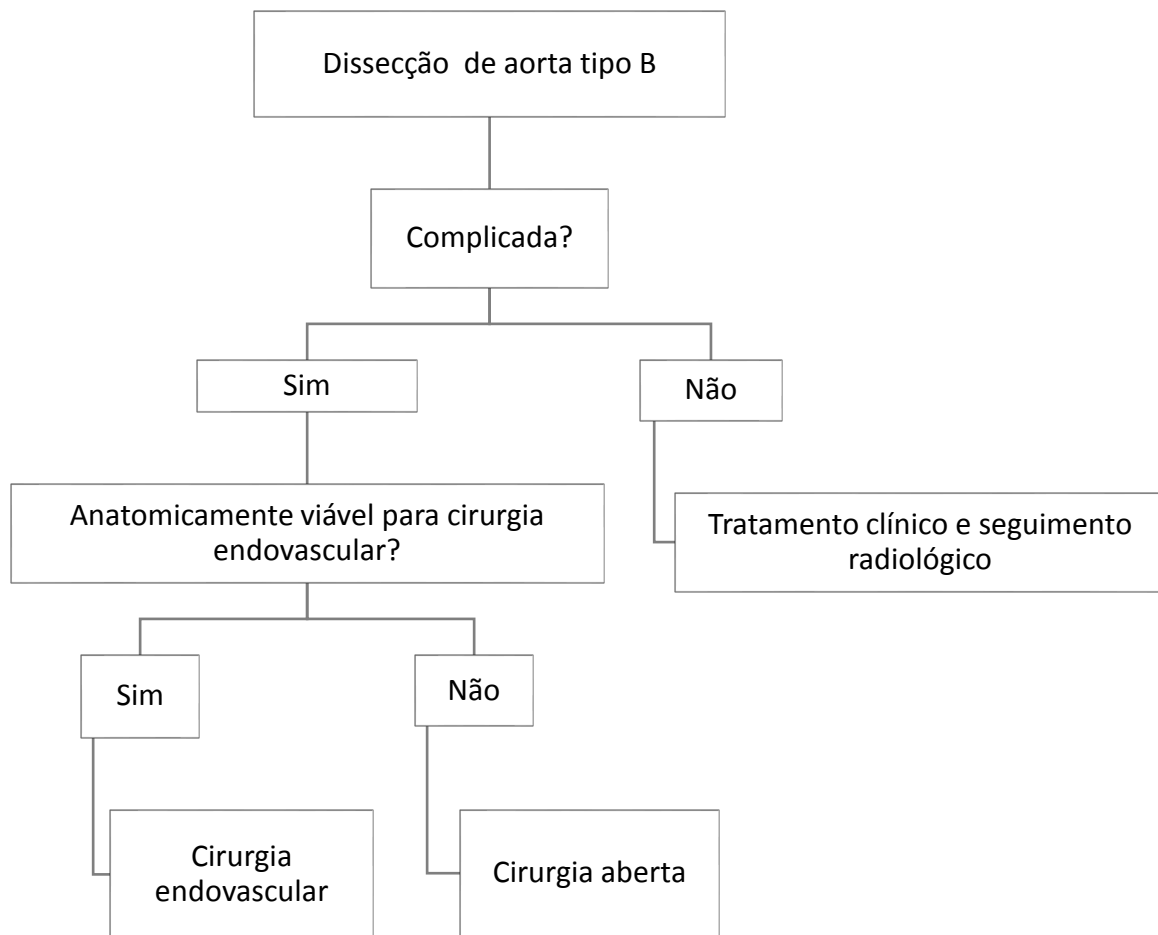 Dissecção de aorta tipo B
Complicada?
Sim
Não
Anatomicamente viável para cirurgia
endovascular?
Tratamento clínico e seguimento
radiológico
Sim
Não
Cirurgia
endovascular
Cirurgia aberta